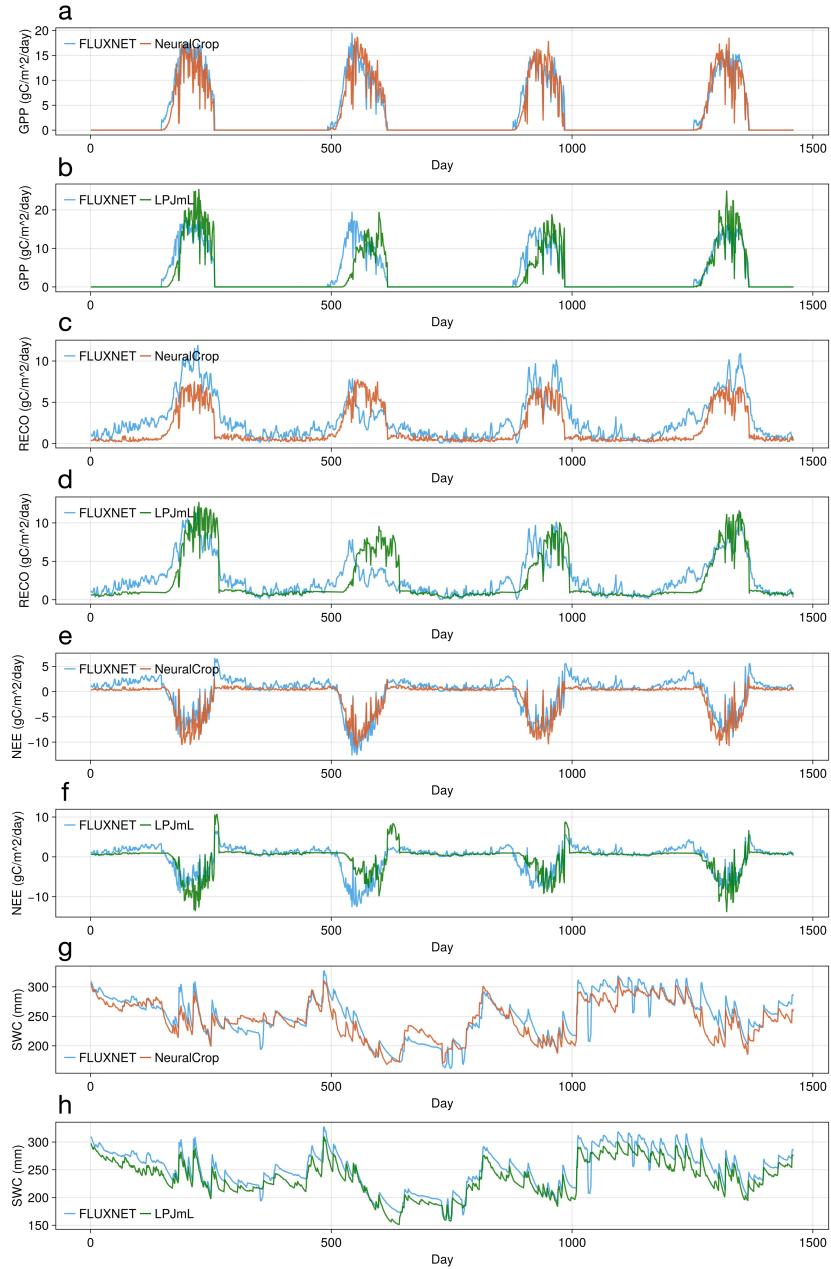 a
GPP (gC/m^2/day)
20
15
10
5
0
FLUXNET NeuralCrop
0 500 1000 1500
Day
b
GPP (gC/m^2/day)
20
10
0
FLUXNET LPJmL
0 500 1000 1500
Day
c
RECO (gC/m^2/day)
10
5
0
FLUXNET NeuralCrop
0 500 1000 1500
Day
d
RECO (gC/m^2/day)
10
5
0
FLUXNET LPJmL
0 500 1000 1500
Day
e
NEE (gC/m^2/day)
5
0
−5
−10
FLUXNET NeuralCrop
0 500 1000 1500
Day
f
NEE (gC/m^2/day)
10
0
−10
FLUXNET LPJmL
0 500 1000 1500
Day
g
SWC (mm)
300
250
200
FLUXNET NeuralCrop
0 500 1000 1500
Day
h
SWC (mm)
300
250
200
150
FLUXNET LPJmL
0 500 1000 1500
Day